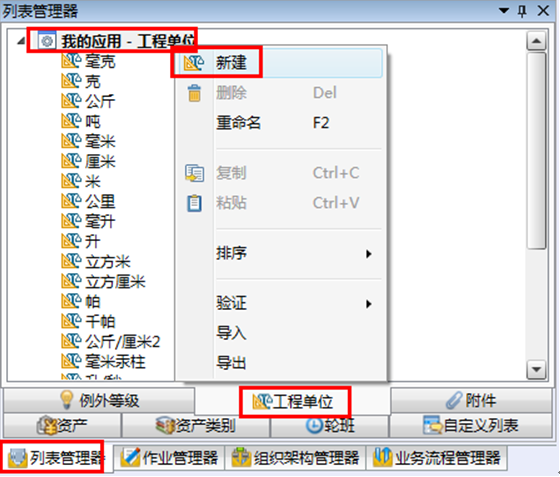 列表管理器
我的应用 - 工程单位
毫克
克
公斤
吨
毫米
厘米
米
公里
毫升
升
立方米
立方厘米
帕
千帕
公斤/厘米2
毫米汞柱
新建
删除 Del
重命名 F2
复制 Ctrl+C
粘贴 Ctrl+V
排序
验证
导入
导出
例外等级 工程单位 附件
资产 资产类别 轮班 自定义列表
列表管理器 作业管理器 组织架构管理器 业务流程管理器